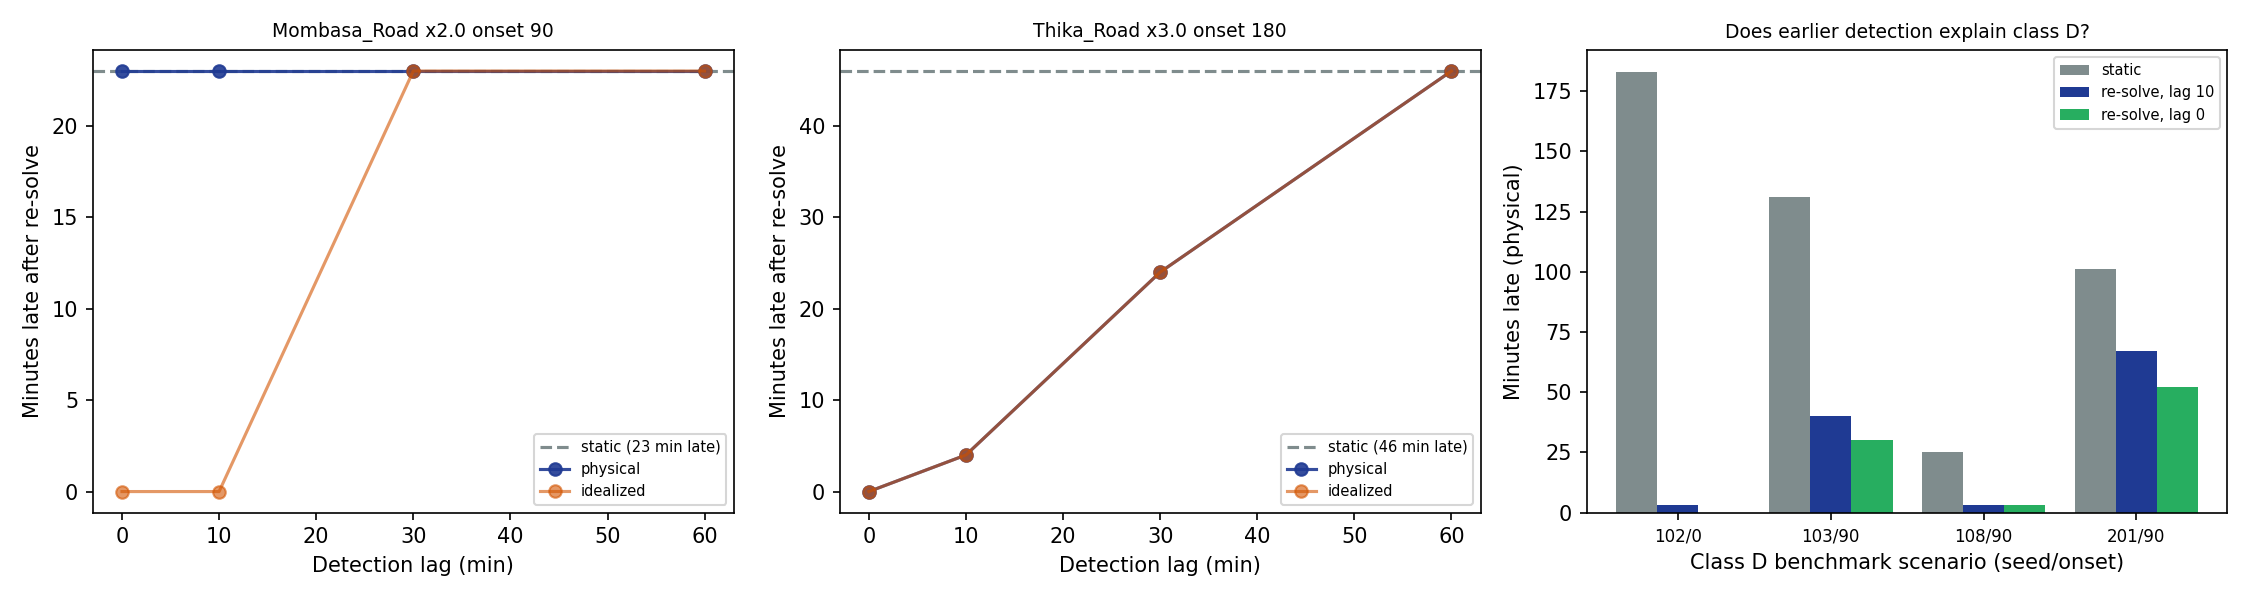 Mombasa_Road x2.0 onset 90
Minutes late after re-solve
20
15
10
5
0
0 10 20 30 40 50 60
Detection lag (min)
static (23 min late)
physical
idealized
Thika_Road x3.0 onset 180
Minutes late after re-solve
40
30
20
10
0
0 10 20 30 40 50 60
Detection lag (min)
static (46 min late)
physical
idealized
Does earlier detection explain class D?
Minutes late (physical)
175
150
125
100
75
50
25
0
102/0 103/90 108/90 201/90
Class D benchmark scenario (seed/onset)
static
re-solve, lag 10
re-solve, lag 0